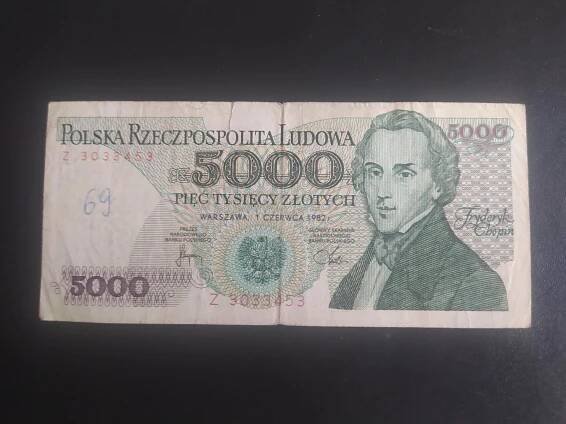 POLSKA RZECZPOSPOLITA LUDOWA
5000
Z 3033453
5000
PIĘĆ TYSIĘCY ZŁOTYCH
WARSZAWA, 1 CZERWCA 1982 r.
69
PREZES
NARODOWEGO
BANKU POLSKIEGO
GŁÓWNY SKARBNIK
NARODOWEGO
BANKU POLSKIEGO
Fryderyk
Chopin
5000
Z 3033453